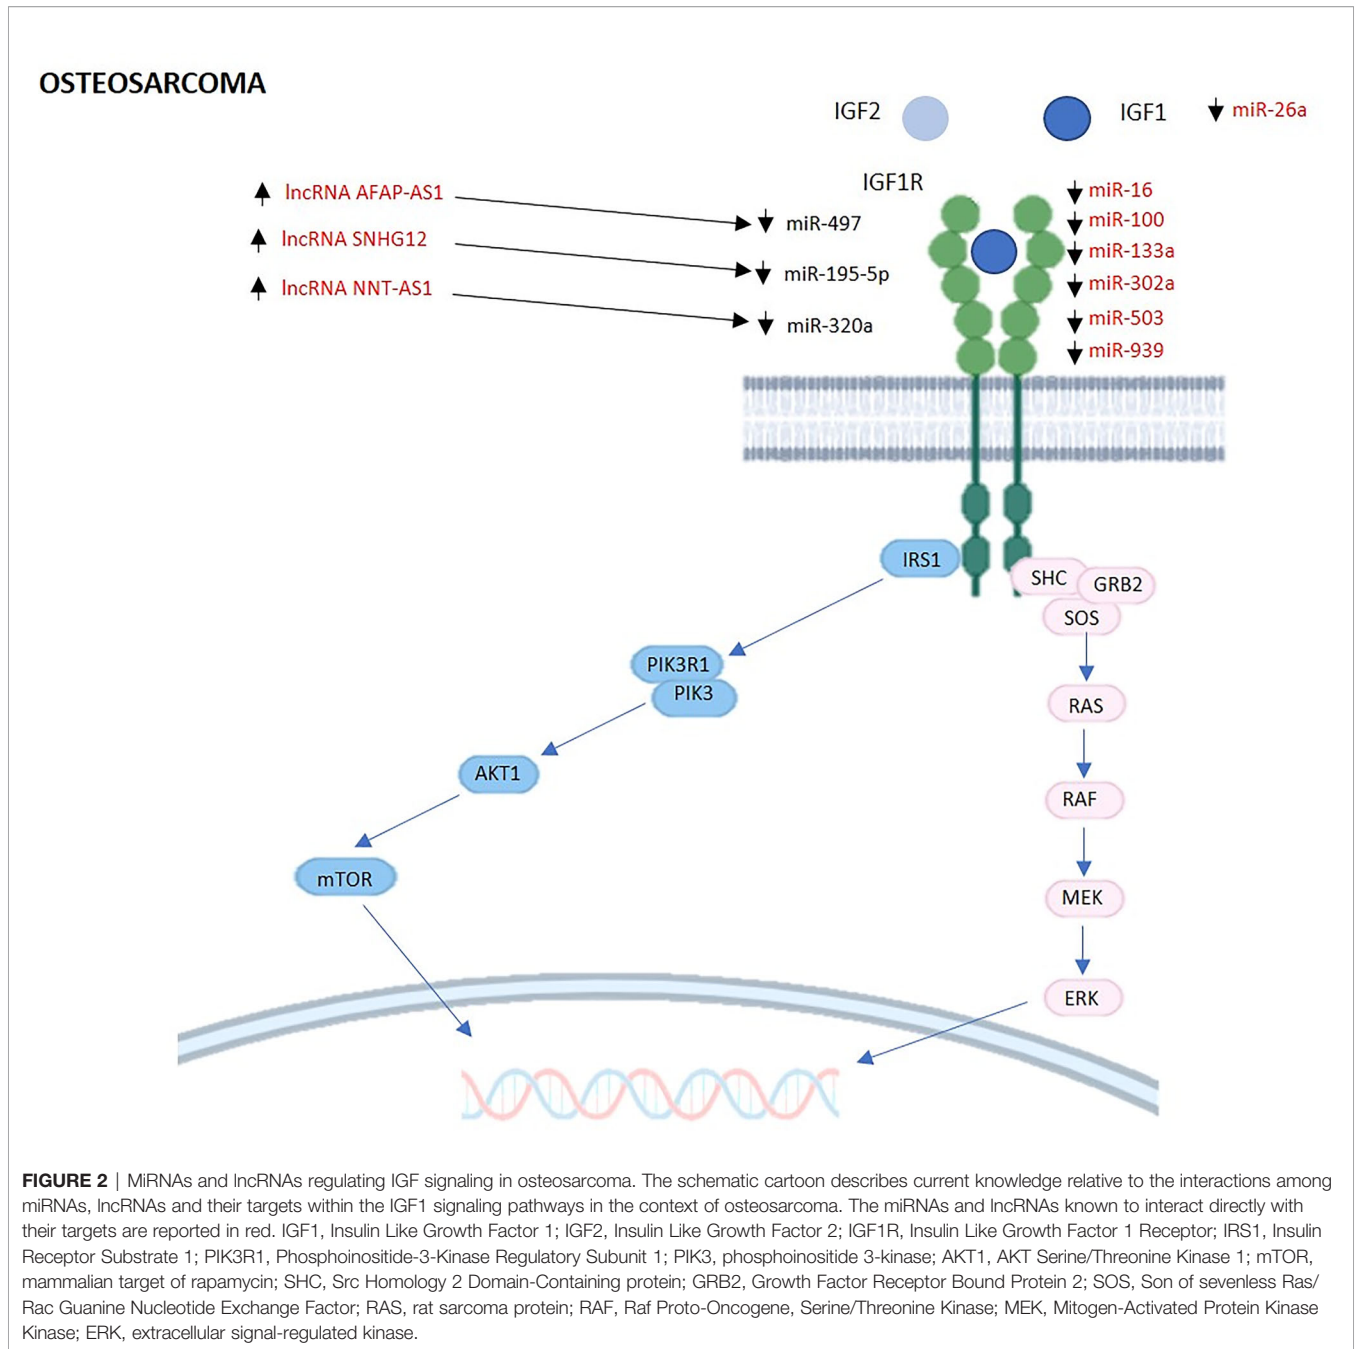 OSTEOSARCOMA
IGF2
IGF1
miR-26a
IGF1R
lncRNA AFAP-AS1
lncRNA SNHG12
lncRNA NNT-AS1
miR-497
miR-195-5p
miR-320a
miR-16
miR-100
miR-133a
miR-302a
miR-503
miR-939
IRS1
SHC
GRB2
SOS
PIK3R1
PIK3
RAS
AKT1
RAF
mTOR
MEK
ERK
FIGURE 2 | MiRNAs and lncRNAs regulating IGF signaling in osteosarcoma. The schematic cartoon describes current knowledge relative to the interactions among
miRNAs, lncRNAs and their targets within the IGF1 signaling pathways in the context of osteosarcoma. The miRNAs and lncRNAs known to interact directly with
their targets are reported in red. IGF1, Insulin Like Growth Factor 1; IGF2, Insulin Like Growth Factor 2; IGF1R, Insulin Like Growth Factor 1 Receptor; IRS1, Insulin
Receptor Substrate 1; PIK3R1, Phosphoinositide-3-Kinase Regulatory Subunit 1; PIK3, phosphoinositide 3-kinase; AKT1, AKT Serine/Threonine Kinase 1; mTOR,
mammalian target of rapamycin; SHC, Src Homology 2 Domain-Containing protein; GRB2, Growth Factor Receptor Bound Protein 2; SOS, Son of sevenless Ras/
Rac Guanine Nucleotide Exchange Factor; RAS, rat sarcoma protein; RAF, Raf Proto-Oncogene, Serine/Threonine Kinase; MEK, Mitogen-Activated Protein Kinase
Kinase; ERK, extracellular signal-regulated kinase.